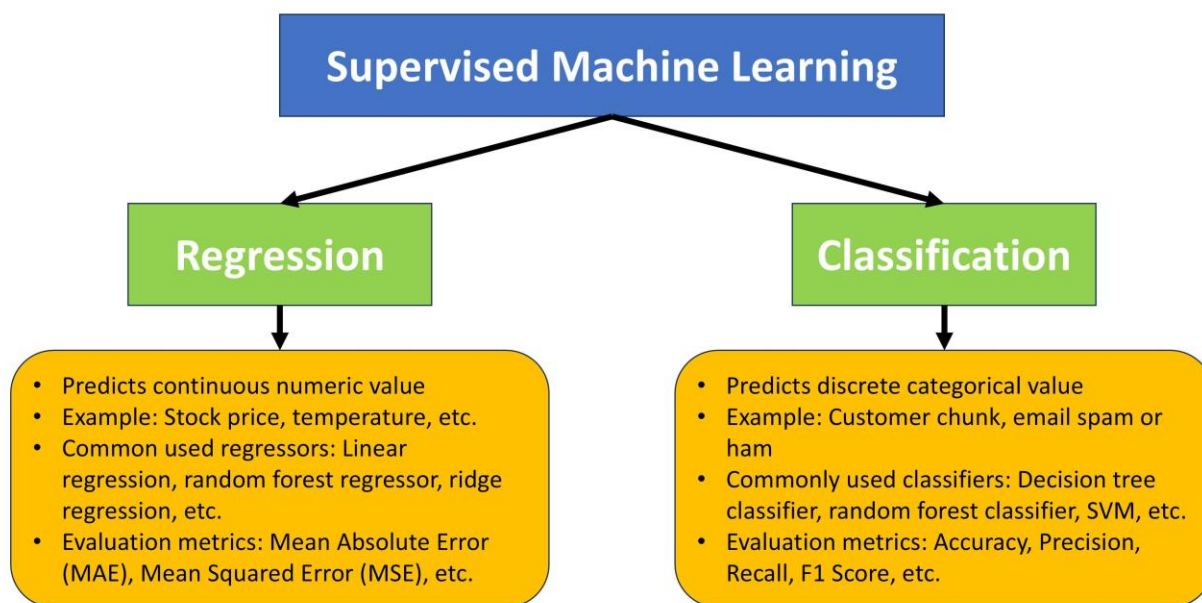 Supervised Machine Learning
Regression
Classification
• Predicts continuous numeric value
• Example: Stock price, temperature, etc.
• Common used regressors: Linear
regression, random forest regressor, ridge
regression, etc.
• Evaluation metrics: Mean Absolute Error
(MAE), Mean Squared Error (MSE), etc.
• Predicts discrete categorical value
• Example: Customer chunk, email spam or
ham
• Commonly used classifiers: Decision tree
classifier, random forest classifier, SVM, etc.
• Evaluation metrics: Accuracy, Precision,
Recall, F1 Score, etc.